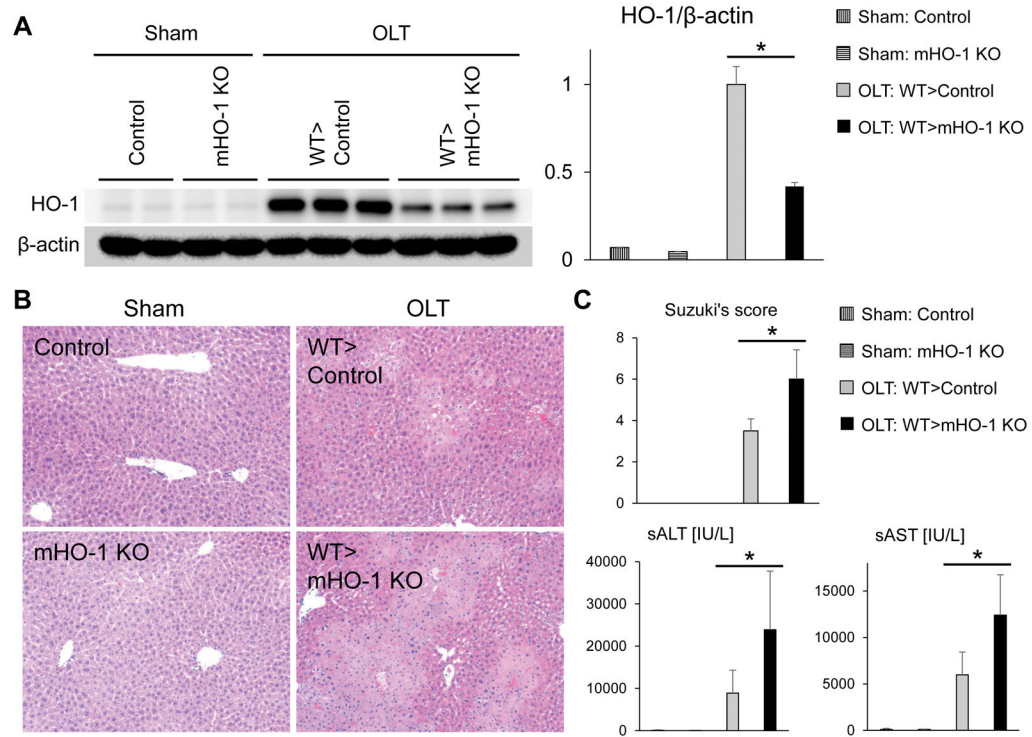 A
Sham
OLT
Control
mHO-1 KO
WT>
Control
WT>
mHO-1 KO
HO-1
β-actin
HO-1/β-actin
1
0.5
0
*
Sham: Control
Sham: mHO-1 KO
OLT: WT>Control
OLT: WT>mHO-1 KO
B
Sham
OLT
Control
WT>
Control
mHO-1 KO
WT>
mHO-1 KO
C
Suzuki's score
8
6
4
2
0
*
Sham: Control
Sham: mHO-1 KO
OLT: WT>Control
OLT: WT>mHO-1 KO
sALT [IU/L]
40000
30000
20000
10000
0
*
sAST [IU/L]
15000
10000
5000
0
*